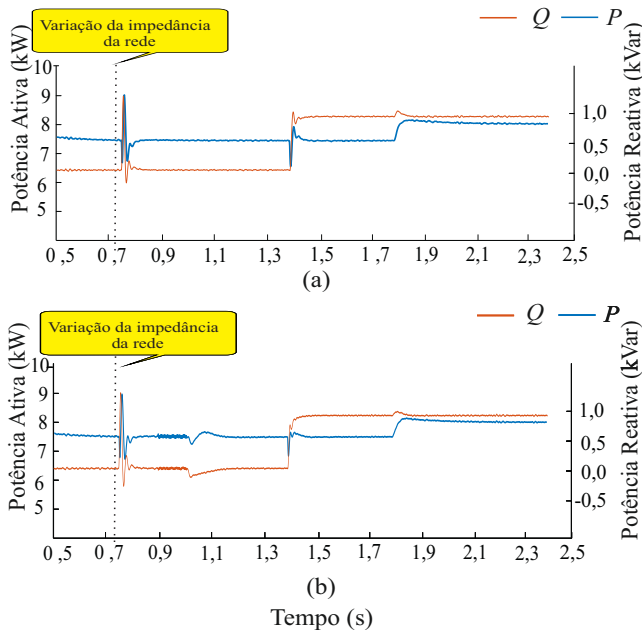 Variação da impedância
da rede
Q
P
Potência Ativa (kW)
10
9
8
7
6
5
1,0
0,5
0,0
-0,5
Potência Reativa (kVar)
0 ,5
0 ,7
0 ,9
1,1
1,3
1,5
1,7
1,9
2,1
2,3
2,5
(a)
Variação da impedância
da rede
Q
P
Potência Ativa (kW)
10
9
8
7
6
5
1,0
0,5
0,0
-0,5
Potência Reativa (kVar)
0 ,5
0 ,7
0 ,9
1,1
1,3
1,5
1,7
1,9
2,1
2,3
2,5
(b)
Tempo (s)